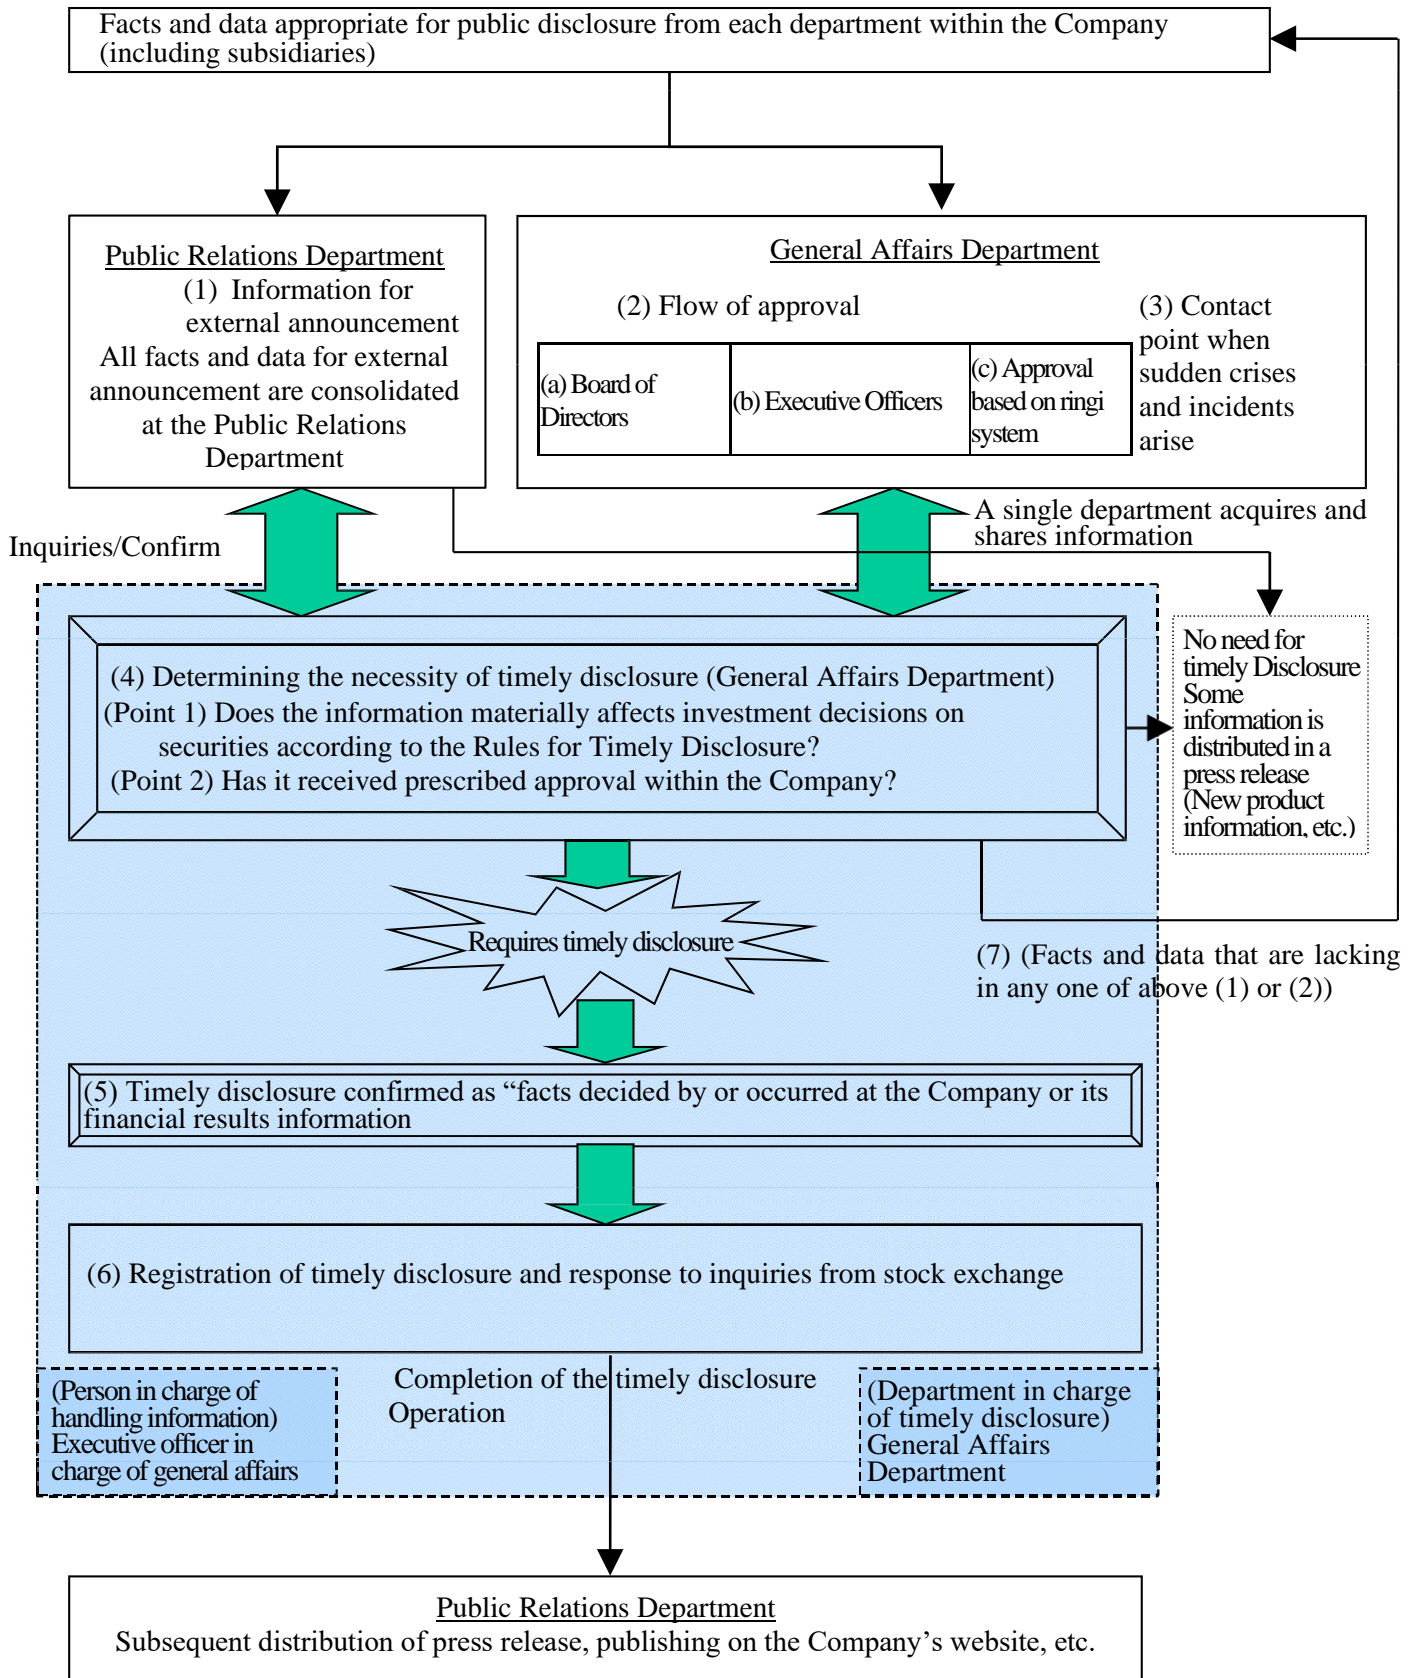 Facts and data appropriate for public disclosure from each department within the Company
(including subsidiaries)
Public Relations Department
(1) Information for
external announcement
All facts and data for external
announcement are consolidated
at the Public Relations
Department
General Affairs Department
(2) Flow of approval
(a) Board of
Directors
(b) Executive Officers
(c) Approval
based on ringi
system
(3) Contact
point when
sudden crises
and incidents
arise
Inquiries/Confirm
A single department acquires and
shares information
(4) Determining the necessity of timely disclosure (General Affairs Department)
(Point 1) Does the information materially affects investment decisions on
securities according to the Rules for Timely Disclosure?
(Point 2) Has it received prescribed approval within the Company?
No need for
timely Disclosure
Some
information is
distributed in a
press release
(New product
information, etc.)
Requires timely disclosure
(7) (Facts and data that are lacking
in any one of above (1) or (2))
(5) Timely disclosure confirmed as “facts decided by or occurred at the Company or its
financial results information
(6) Registration of timely disclosure and response to inquiries from stock exchange
(Person in charge of
handling information)
Executive officer in
charge of general affairs
Completion of the timely disclosure
Operation
(Department in charge
of timely disclosure)
General Affairs
Department
Public Relations Department
Subsequent distribution of press release, publishing on the Company’s website, etc.